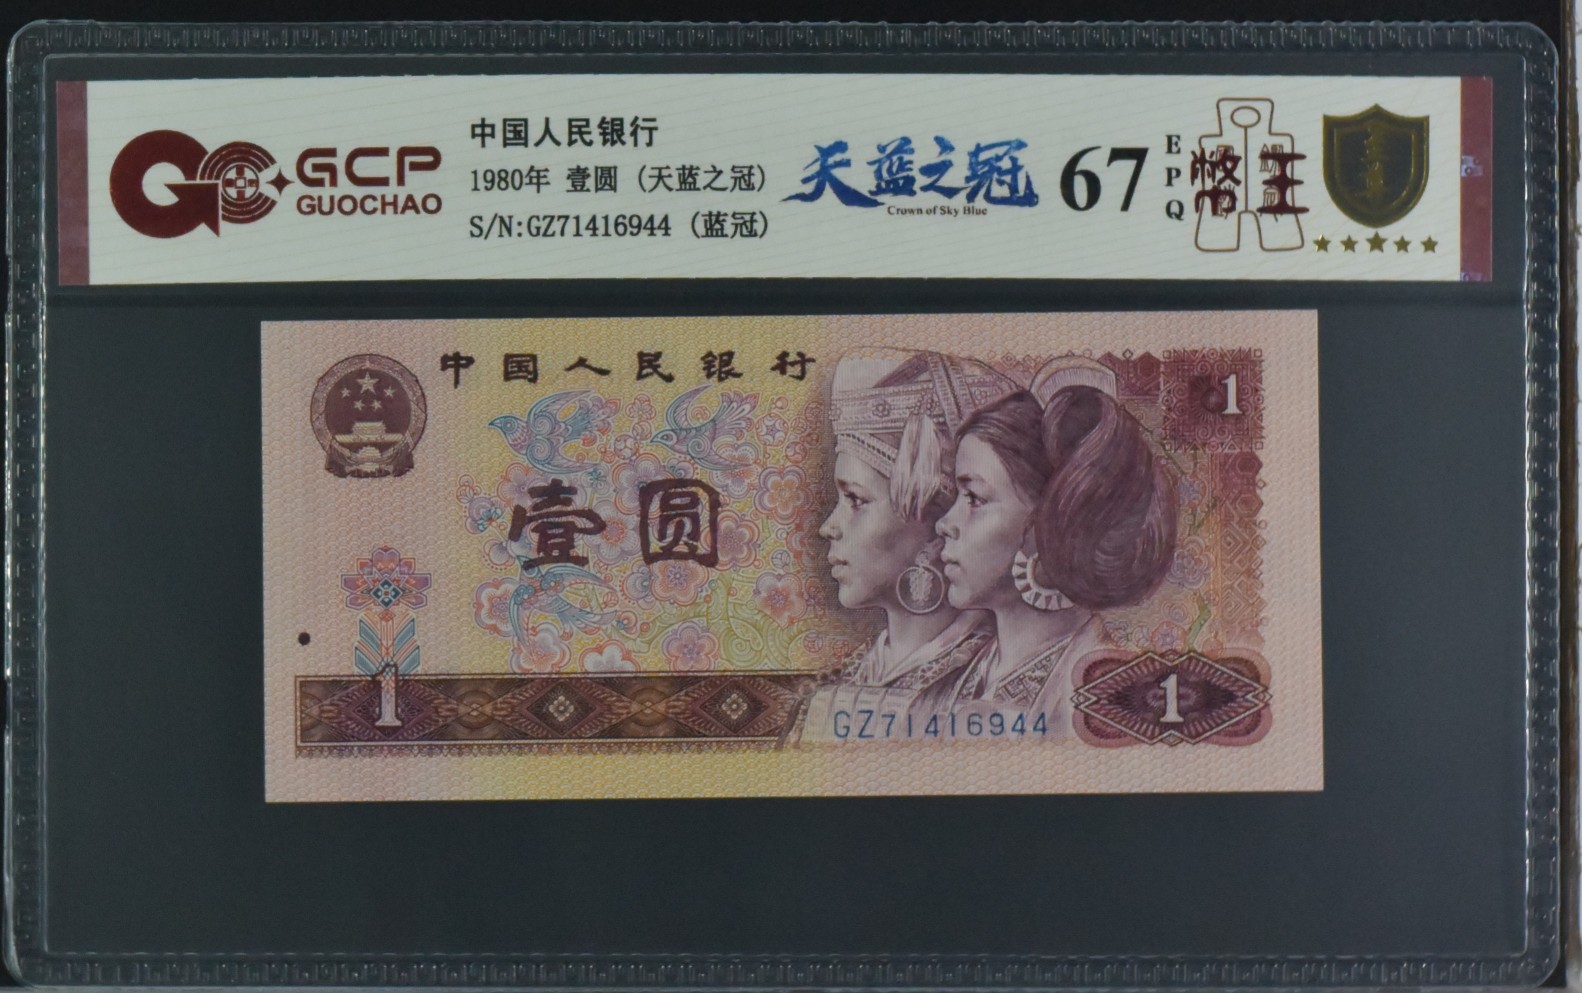 GCP
GUOCHAO
中国人民银行
1980年 壹圆 (天蓝之冠)
S/N:GZ71416944 (蓝冠)
天蓝之冠
Crown of Sky Blue
67
EPQ
中国人民银行
1
壹圆
1
GZ71416944
1